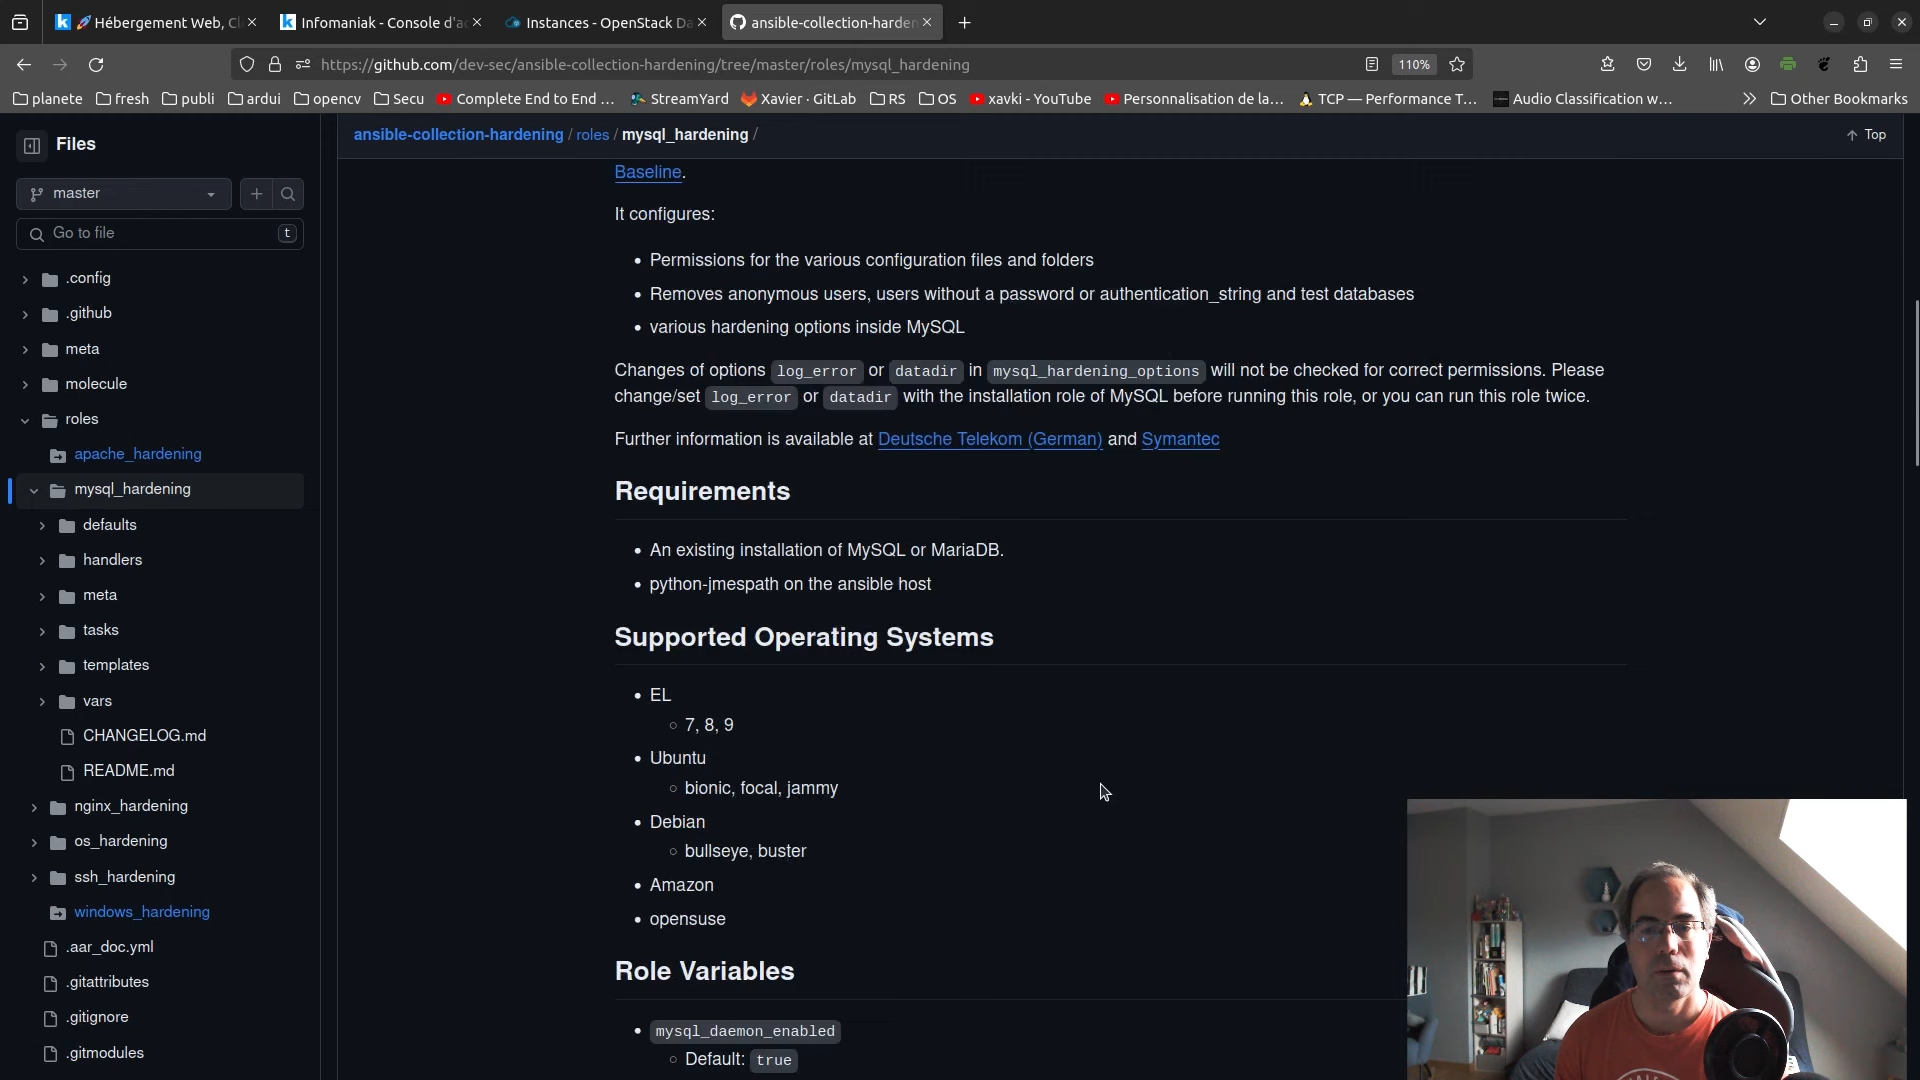 🚀 Hébergement Web, Cl
Infomaniak - Console d'ad
Instances - OpenStack Da
ansible-collection-harden
https://github.com/dev-sec/ansible-collection-hardening/tree/master/roles/mysql_hardening
110%
planete
fresh
publi
ardui
opencv
Secu
Complete End to End ...
StreamYard
Xavier · GitLab
RS
OS
xavki - YouTube
Personnalisation de la...
TCP — Performance T...
Audio Classification w...
Other Bookmarks
Files
ansible-collection-hardening / roles / mysql_hardening /
Top
master
Go to file
t
.config
.github
meta
molecule
roles
apache_hardening
mysql_hardening
defaults
handlers
meta
tasks
templates
vars
CHANGELOG.md
README.md
nginx_hardening
os_hardening
ssh_hardening
windows_hardening
.aar_doc.yml
.gitattributes
.gitignore
.gitmodules
Baseline.
It configures:
• Permissions for the various configuration files and folders
• Removes anonymous users, users without a password or authentication_string and test databases
• various hardening options inside MySQL
Changes of options log_error or datadir in mysql_hardening_options will not be checked for correct permissions. Please
change/set log_error or datadir with the installation role of MySQL before running this role, or you can run this role twice.
Further information is available at Deutsche Telekom (German) and Symantec
Requirements
• An existing installation of MySQL or MariaDB.
• python-jmespath on the ansible host
Supported Operating Systems
• EL
○ 7, 8, 9
• Ubuntu
○ bionic, focal, jammy
• Debian
○ bullseye, buster
• Amazon
• opensuse
Role Variables
• mysql_daemon_enabled
○ Default: true